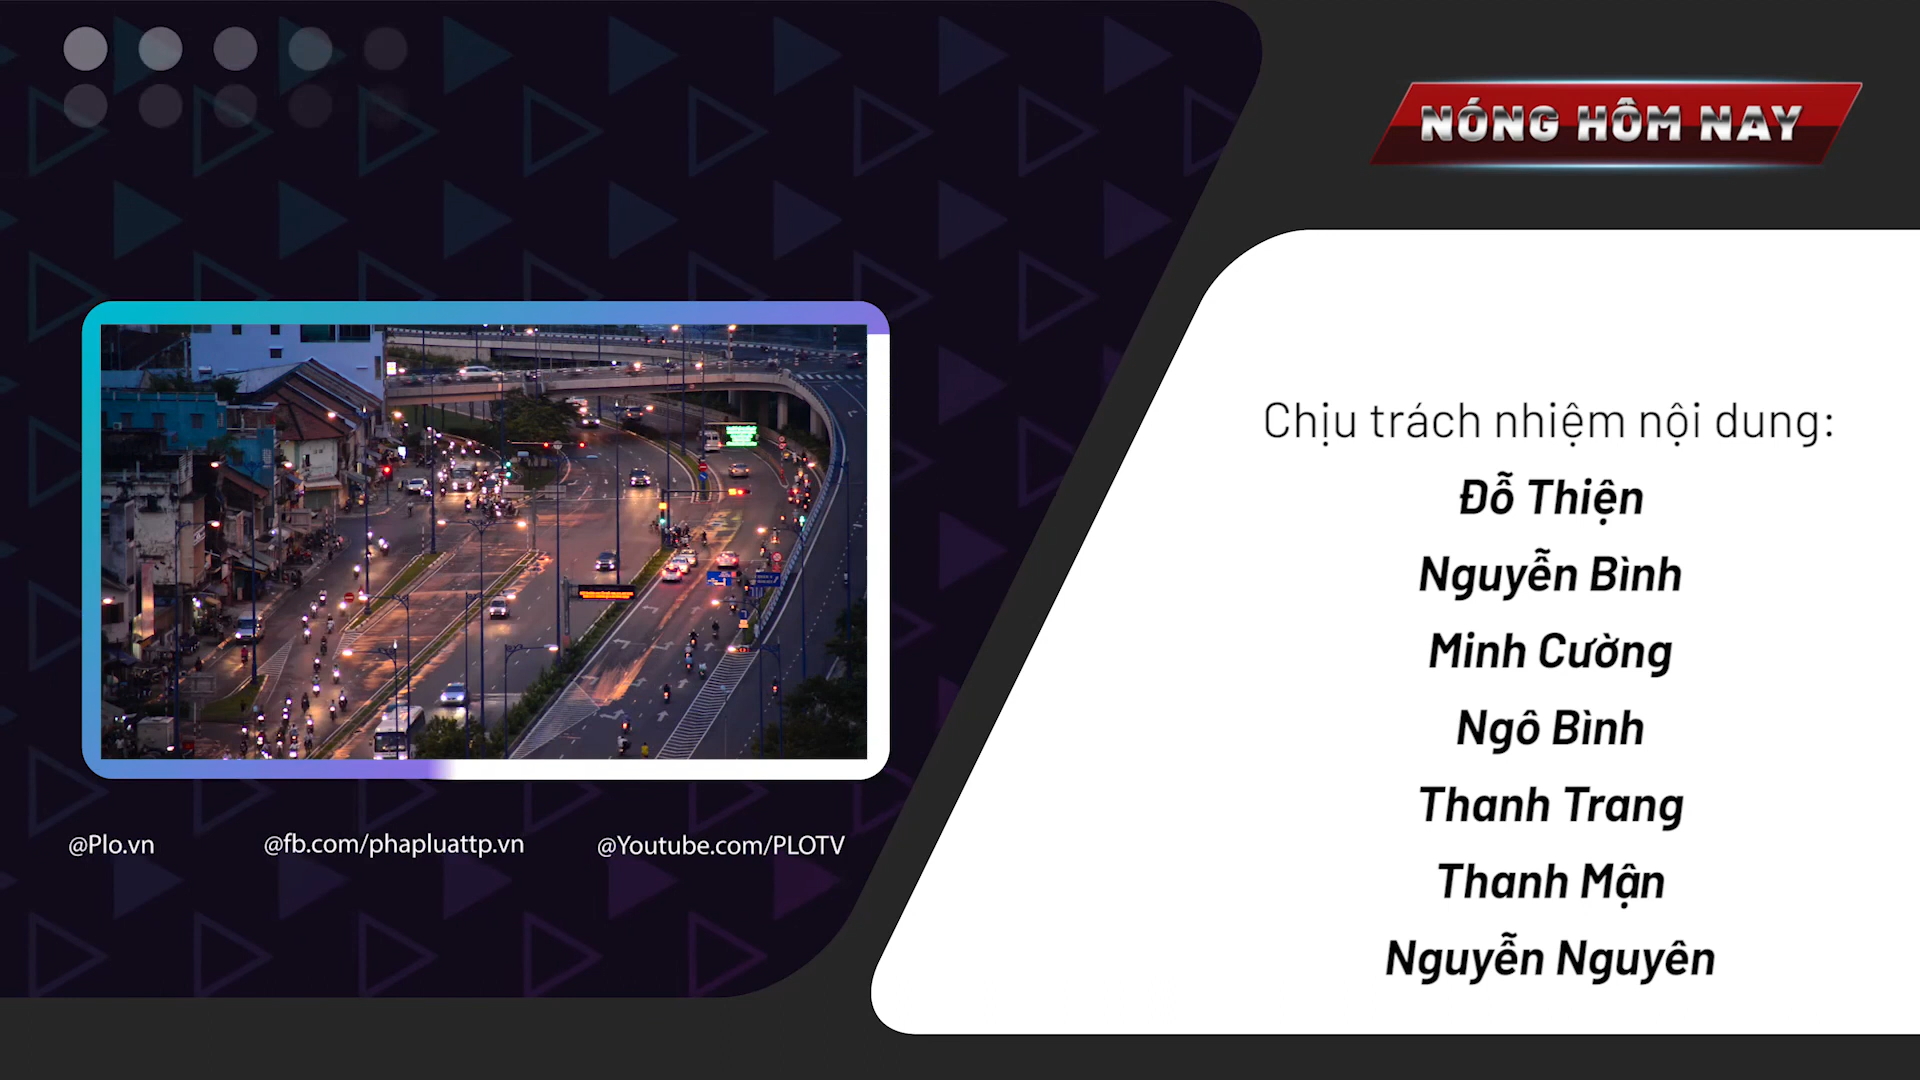 NÓNG HÔM NAY
Chịu trách nhiệm nội dung:
Đỗ Thiện
Nguyễn Bình
Minh Cường
Ngô Bình
Thanh Trang
Thanh Mận
Nguyễn Nguyên
@Plo.vn
@fb.com/phapluattp.vn
@Youtube.com/PLOTV